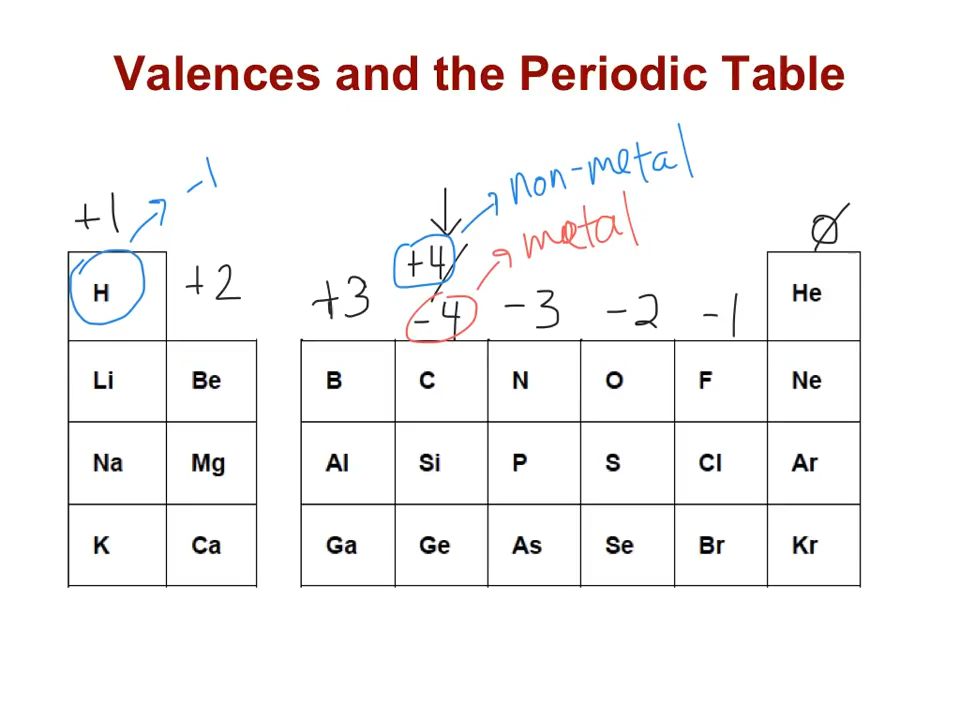 Valences and the Periodic Table
+1 -1 non-metal
+4 metal Ø
H +2 +3 -4 -3 -2 -1 He
Li Be B C N O F Ne
Na Mg Al Si P S Cl Ar
K Ca Ga Ge As Se Br Kr